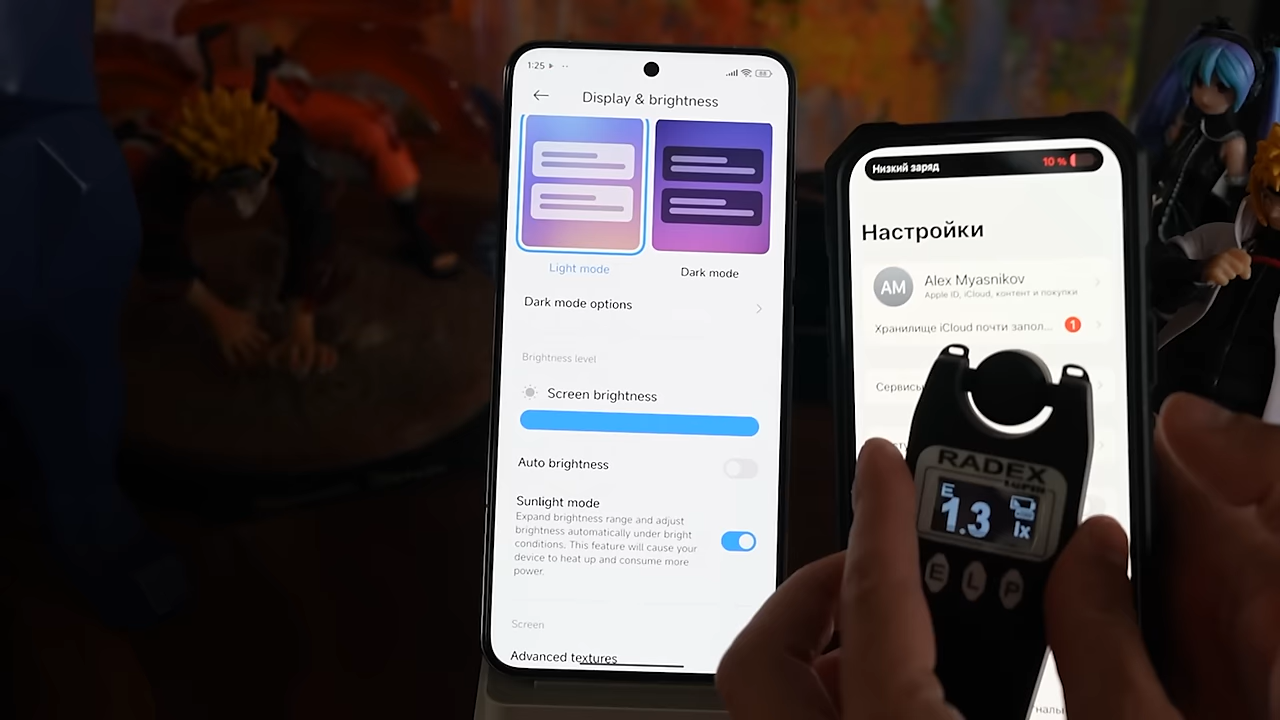 1:25
Display & brightness
Light mode
Dark mode
Dark mode options
Brightness level
Screen brightness
Auto brightness
Sunlight mode
Expand brightness range and adjust
brightness automatically under bright
conditions. This feature will cause your
device to heat up and consume more
power.
Screen
Advanced textures
Низкий заряд
10 %
Настройки
AM
Alex Myasnikov
Apple ID, iCloud, контент и покупки
Хранилище iCloud почти запол...
1
Сервисы
RADEX
LUPIN
E
1.3
lx
E
L
P